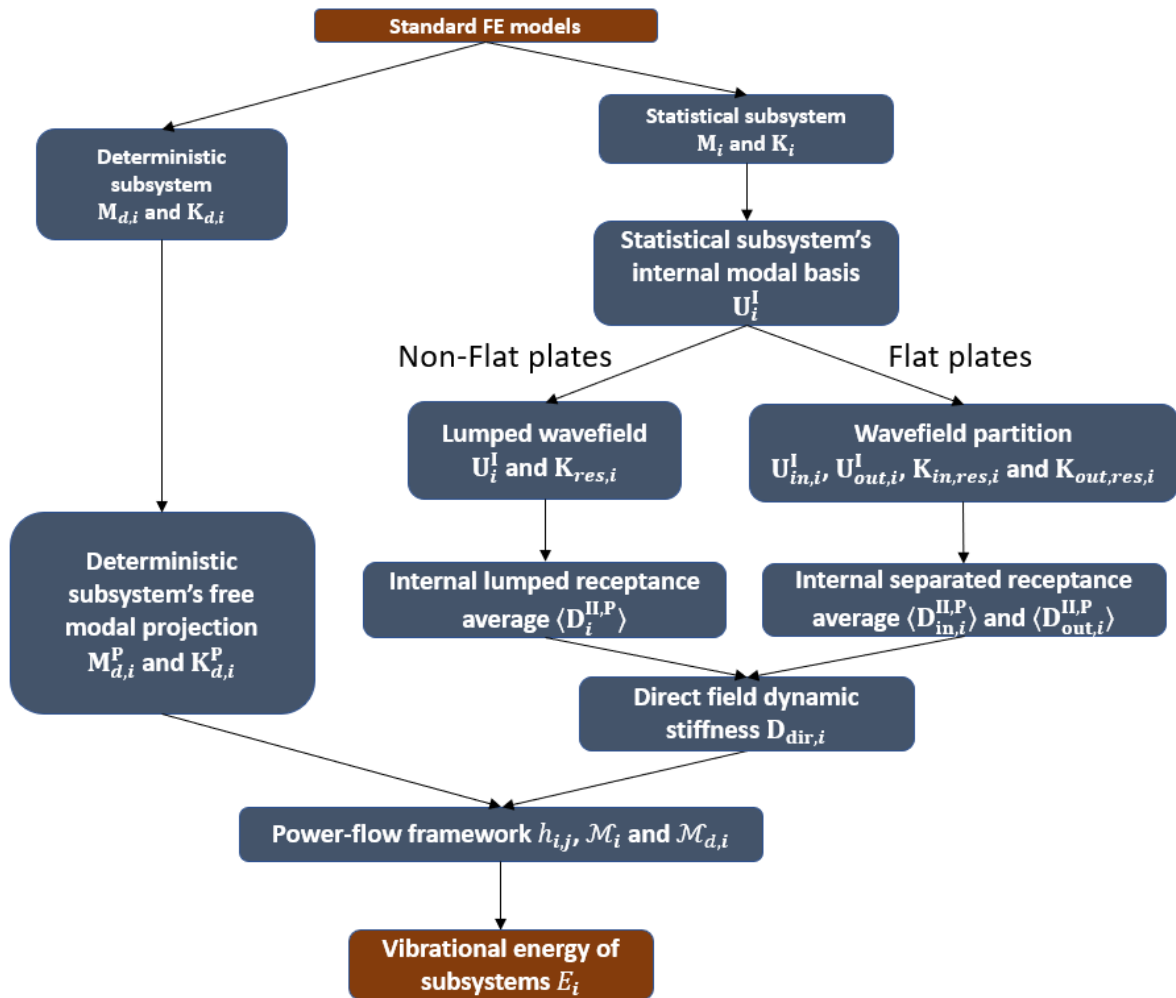 Standard FE models
Deterministic
subsystem
M_{d,i} and K_{d,i}
Statistical subsystem
M_i and K_i
Statistical subsystem's
internal modal basis
U_i^I
Non-Flat plates
Flat plates
Lumped wavefield
U_i^I and K_{res,i}
Wavefield partition
U_{in,i}^I, U_{out,i}^I, K_{in,res,i} and K_{out,res,i}
Deterministic
subsystem's free
modal projection
M_{d,i}^P and K_{d,i}^P
Internal lumped receptance
average ⟨D_i^{II,P}⟩
Internal separated receptance
average ⟨D_{in,i}^{II,P}⟩ and ⟨D_{out,i}^{II,P}⟩
Direct field dynamic
stiffness D_{dir,i}
Power-flow framework h_{i,j}, ℳ_i and ℳ_{d,i}
Vibrational energy of
subsystems E_i